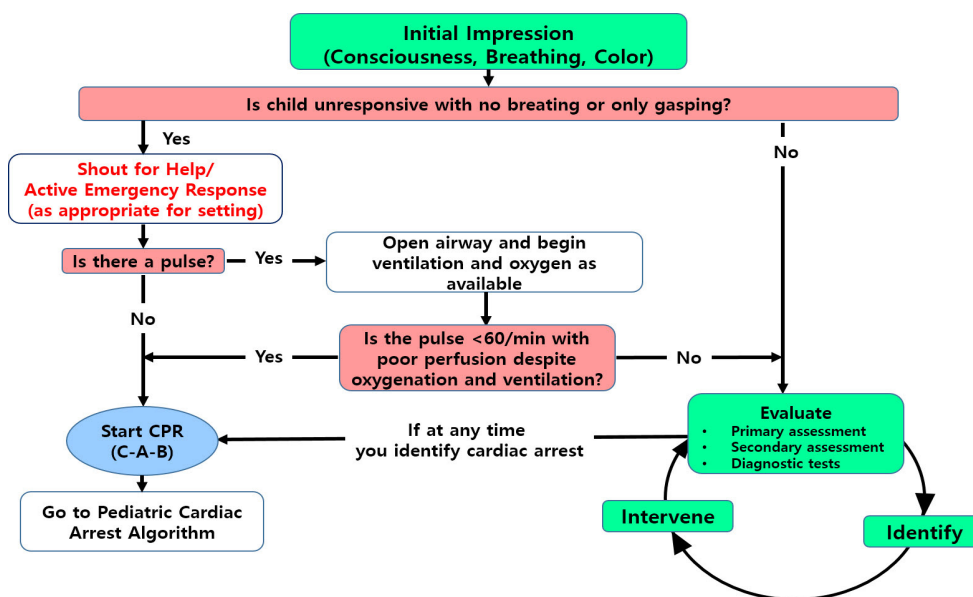 Initial Impression
(Consciousness, Breathing, Color)
Is child unresponsive with no breating or only gasping?
Yes
No
Shout for Help/
Active Emergency Response
(as appropriate for setting)
Is there a pulse?
Yes
Open airway and begin
ventilation and oxygen as
available
No
Is the pulse <60/min with
poor perfusion despite
oxygenation and ventilation?
Yes
No
Start CPR
(C-A-B)
If at any time
you identify cardiac arrest
Evaluate
• Primary assessment
• Secondary assessment
• Diagnostic tests
Go to Pediatric Cardiac
Arrest Algorithm
Intervene
Identify